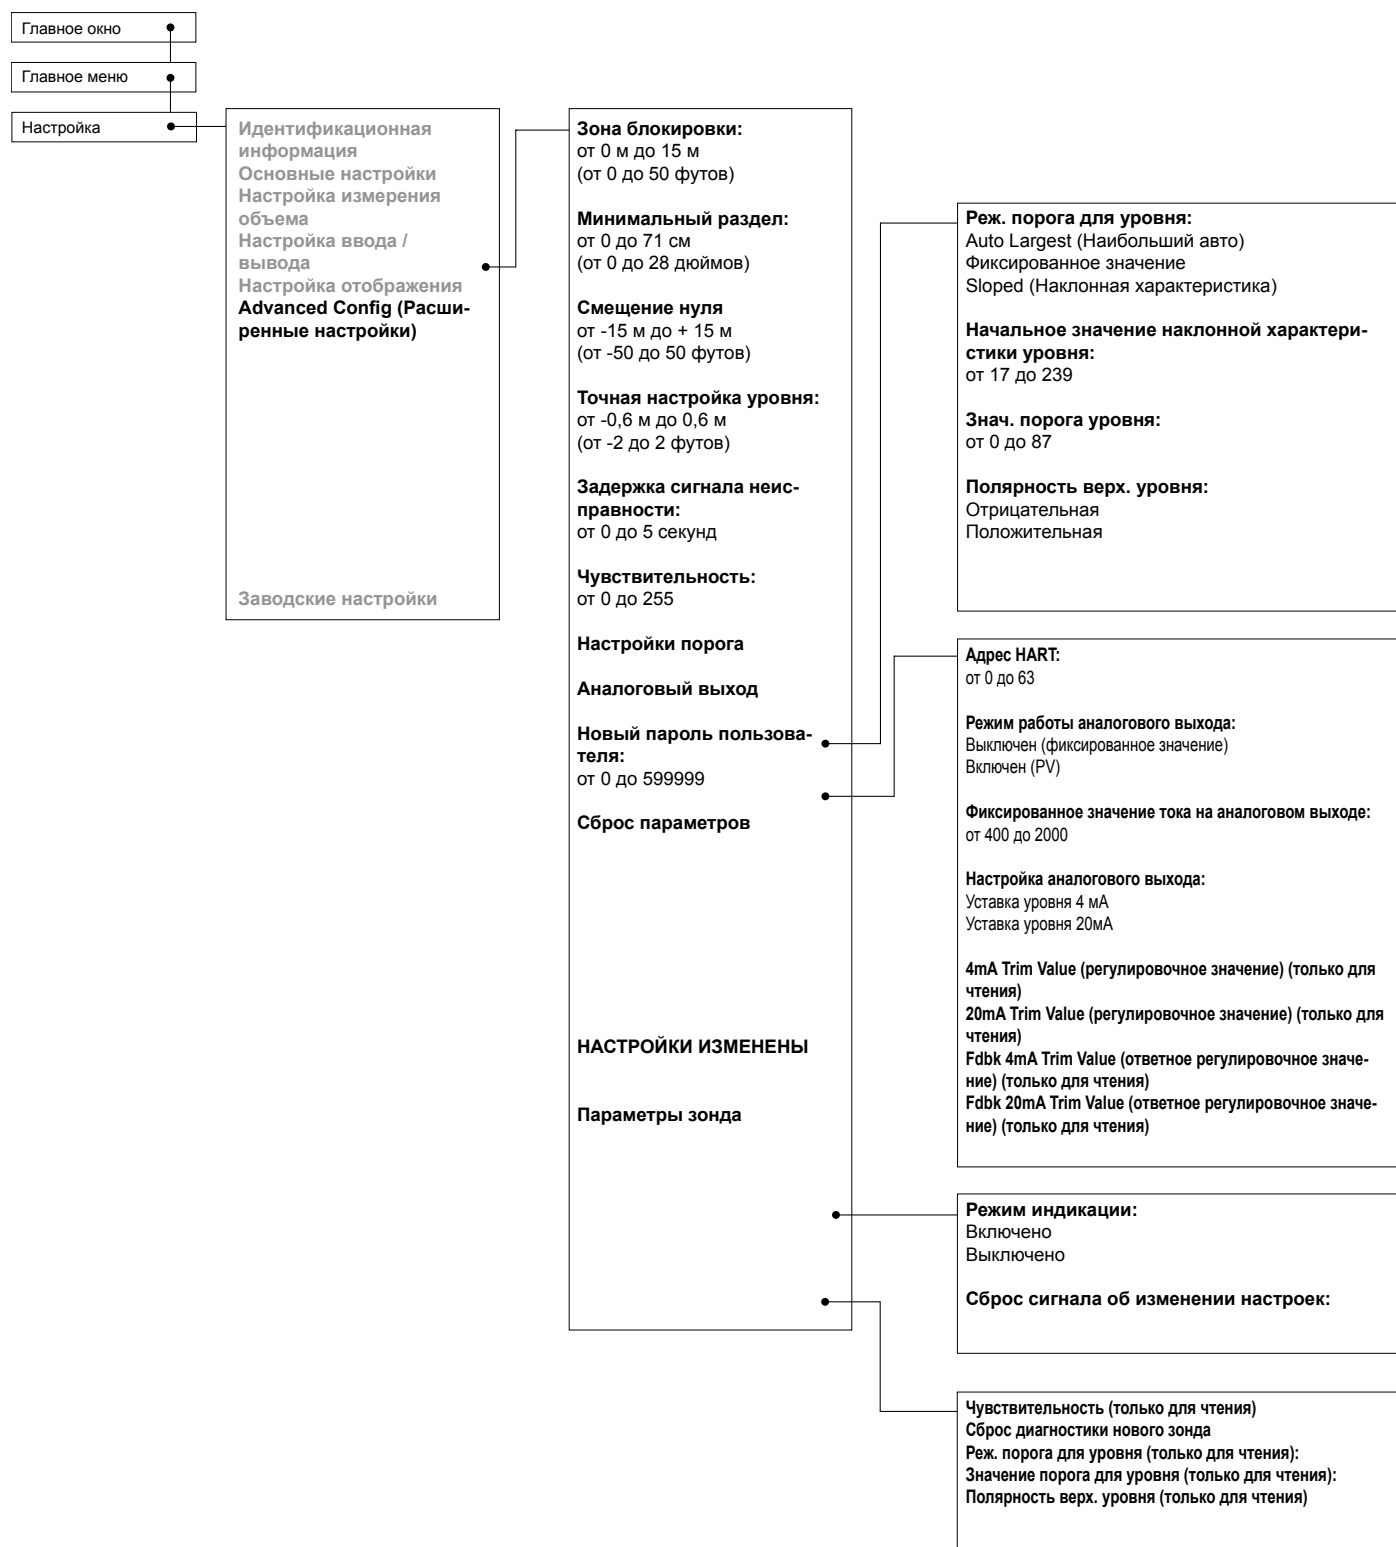 Главное окно
Главное меню
Настройка
Идентификационная
информация
Основные настройки
Настройка измерения
объема
Настройка ввода /
вывода
Настройка отображения
Advanced Config (Расши-
ренные настройки)
Заводские настройки
Зона блокировки:
от 0 м до 15 м
(от 0 до 50 футов)
Минимальный раздел:
от 0 до 71 см
(от 0 до 28 дюймов)
Смещение нуля
от -15 м до + 15 м
(от -50 до 50 футов)
Точная настройка уровня:
от -0,6 м до 0,6 м
(от -2 до 2 футов)
Задержка сигнала неис-
правности:
от 0 до 5 секунд
Чувствительность:
от 0 до 255
Настройки порога
Аналоговый выход
Новый пароль пользова-
теля:
от 0 до 599999
Сброс параметров
НАСТРОЙКИ ИЗМЕНЕНЫ
Параметры зонда
Реж. порога для уровня:
Auto Largest (Наибольший авто)
Фиксированное значение
Sloped (Наклонная характеристика)
Начальное значение наклонной характери-
стики уровня:
от 17 до 239
Знач. порога уровня:
от 0 до 87
Полярность верх. уровня:
Отрицательная
Положительная
Адрес HART:
от 0 до 63
Режим работы аналогового выхода:
Выключен (фиксированное значение)
Включен (PV)
Фиксированное значение тока на аналоговом выходе:
от 400 до 2000
Настройка аналогового выхода:
Уставка уровня 4 мА
Уставка уровня 20мА
4mA Trim Value (регулировочное значение) (только для
чтения)
20mA Trim Value (регулировочное значение) (только для
чтения)
Fdbk 4mA Trim Value (ответное регулировочное значе-
ние) (только для чтения)
Fdbk 20mA Trim Value (ответное регулировочное значе-
ние) (только для чтения)
Режим индикации:
Включено
Выключено
Сброс сигнала об изменении настроек:
Чувствительность (только для чтения)
Сброс диагностики нового зонда
Реж. порога для уровня (только для чтения):
Значение порога для уровня (только для чтения):
Полярность верх. уровня (только для чтения)